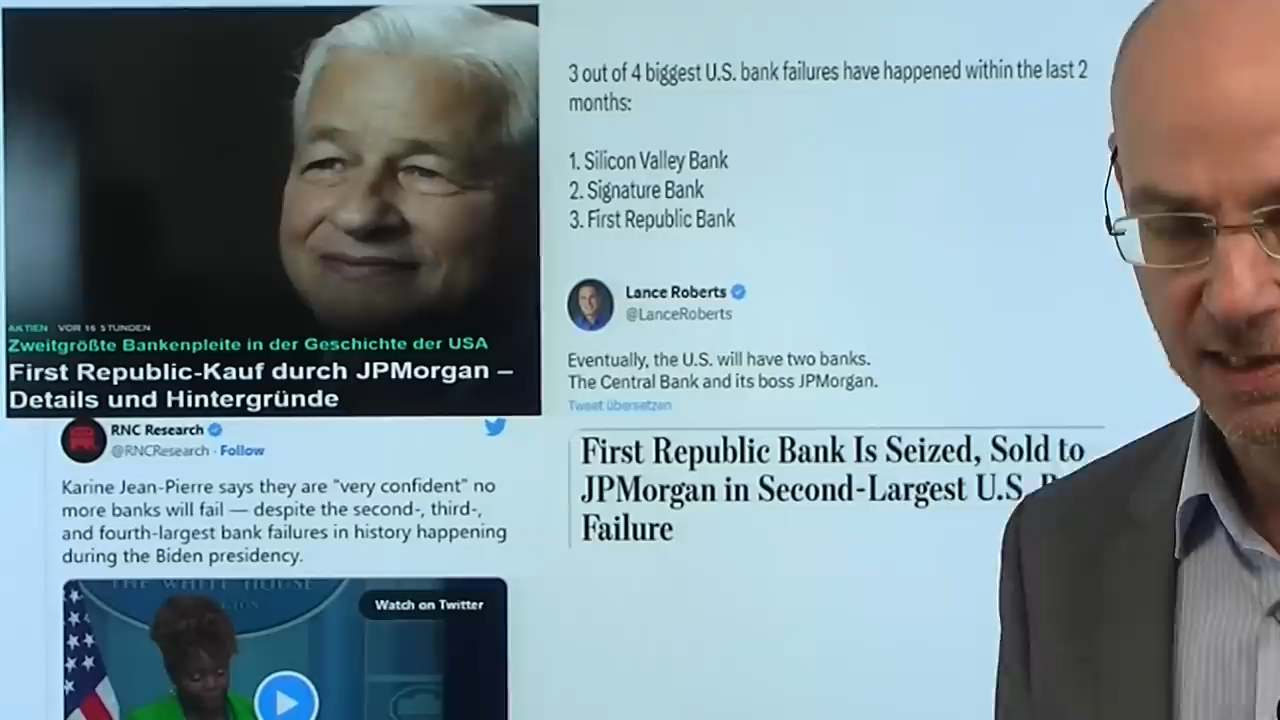 AKTIEN VOR 16 STUNDEN
Zweitgrößte Bankenpleite in der Geschichte der USA
First Republic-Kauf durch JPMorgan –
Details und Hintergründe
RNC Research
@RNCResearch · Follow
Karine Jean-Pierre says they are "very confident" no
more banks will fail — despite the second-, third-,
and fourth-largest bank failures in history happening
during the Biden presidency.
THE WHITE HOUSE
Watch on Twitter
3 out of 4 biggest U.S. bank failures have happened within the last 2
months:
1. Silicon Valley Bank
2. Signature Bank
3. First Republic Bank
Lance Roberts
@LanceRoberts
Eventually, the U.S. will have two banks.
The Central Bank and its boss JPMorgan.
Tweet übersetzen
First Republic Bank Is Seized, Sold to
JPMorgan in Second-Largest U.S.
Failure